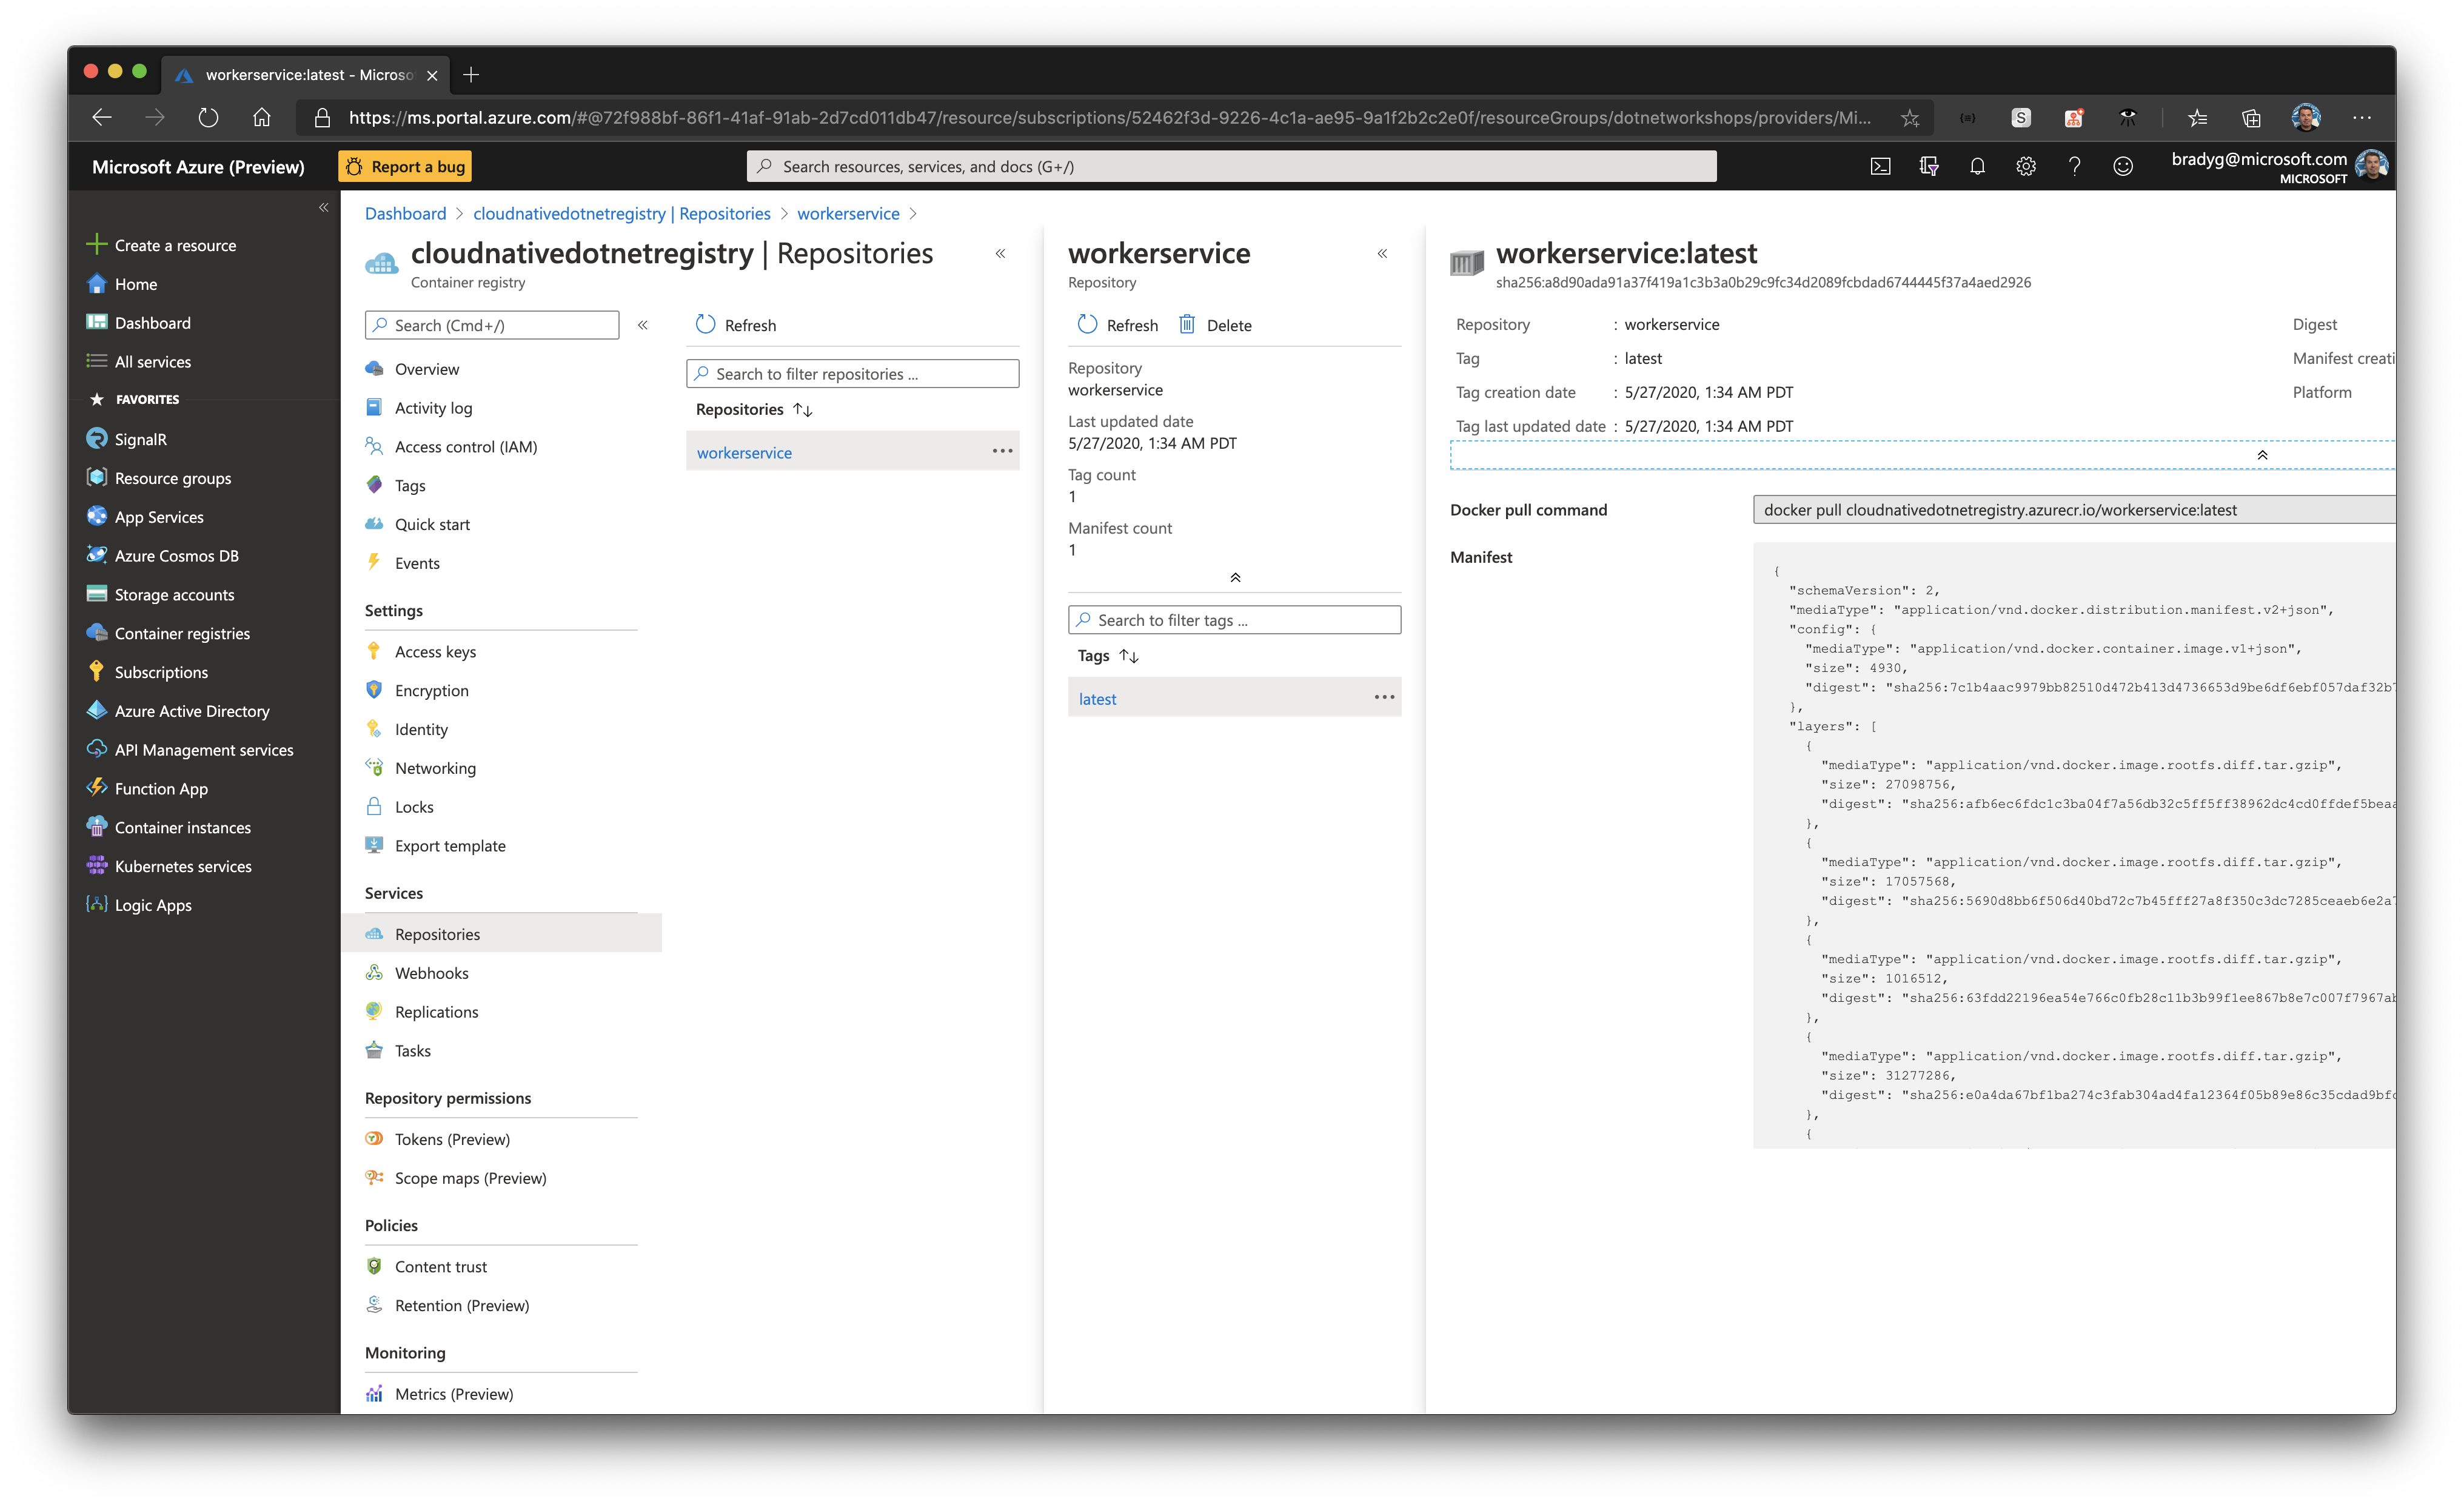 workerservice:latest - Microso
https://ms.portal.azure.com/#@72f988bf-86f1-41af-91ab-2d7cd011db47/resource/subscriptions/52462f3d-9226-4c1a-ae95-9a1f2b2c2e0f/resourceGroups/dotnetworkshops/providers/Mi...
Microsoft Azure (Preview)
Report a bug
Search resources, services, and docs (G+/)
bradyg@microsoft.com
MICROSOFT
Create a resource
Home
Dashboard
All services
FAVORITES
SignalR
Resource groups
App Services
Azure Cosmos DB
Storage accounts
Container registries
Subscriptions
Azure Active Directory
API Management services
Function App
Container instances
Kubernetes services
Logic Apps
Dashboard > cloudnativedotnetregistry | Repositories > workerservice >
cloudnativedotnetregistry | Repositories
Container registry
Search (Cmd+/)
Overview
Activity log
Access control (IAM)
Tags
Quick start
Events
Settings
Access keys
Encryption
Identity
Networking
Locks
Export template
Services
Repositories
Webhooks
Replications
Tasks
Repository permissions
Tokens (Preview)
Scope maps (Preview)
Policies
Content trust
Retention (Preview)
Monitoring
Metrics (Preview)
Refresh
Search to filter repositories ...
Repositories
workerservice
workerservice
Repository
Refresh
Delete
Repository
workerservice
Last updated date
5/27/2020, 1:34 AM PDT
Tag count
1
Manifest count
1
Search to filter tags ...
Tags
latest
workerservice:latest
sha256:a8d90ada91a37f419a1c3b3a0b29c9fc34d2089fcbdad6744445f37a4aed2926
Repository : workerservice
Tag : latest
Tag creation date : 5/27/2020, 1:34 AM PDT
Tag last updated date : 5/27/2020, 1:34 AM PDT
Digest
Manifest creati
Platform
Docker pull command
docker pull cloudnativedotnetregistry.azurecr.io/workerservice:latest
Manifest
{
"schemaVersion": 2,
"mediaType": "application/vnd.docker.distribution.manifest.v2+json",
"config": {
"mediaType": "application/vnd.docker.container.image.v1+json",
"size": 4930,
"digest": "sha256:7c1b4aac9979bb82510d472b413d4736653d9be6df6ebf057daf32b7
},
"layers": [
{
"mediaType": "application/vnd.docker.image.rootfs.diff.tar.gzip",
"size": 27098756,
"digest": "sha256:afb6ec6fdc1c3ba04f7a56db32c5ff5ff38962dc4cd0ffdef5beaa
},
{
"mediaType": "application/vnd.docker.image.rootfs.diff.tar.gzip",
"size": 17057568,
"digest": "sha256:5690d8bb6f506d40bd72c7b45fff27a8f350c3dc7285ceaeb6e2a7
},
{
"mediaType": "application/vnd.docker.image.rootfs.diff.tar.gzip",
"size": 1016512,
"digest": "sha256:63fdd22196ea54e766c0fb28c11b3b99f1ee867b8e7c007f7967ab
},
{
"mediaType": "application/vnd.docker.image.rootfs.diff.tar.gzip",
"size": 31277286,
"digest": "sha256:e0a4da67bf1ba274c3fab304ad4fa12364f05b89e86c35cdad9bfd
},
{